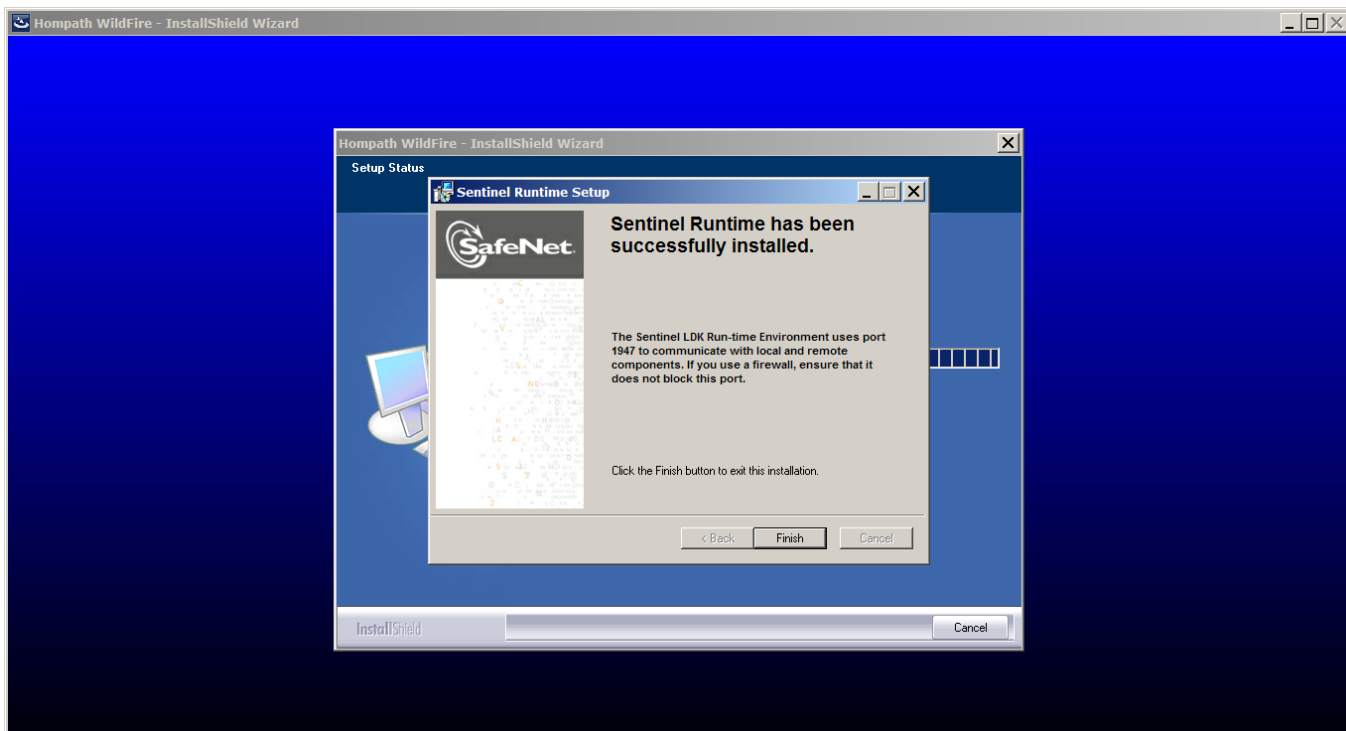 Hompath WildFire - InstallShield Wizard
Hompath WildFire - InstallShield Wizard
Setup Status
Sentinel Runtime Setup
SafeNet.
Sentinel Runtime has been
successfully installed.
The Sentinel LDK Run-time Environment uses port
1947 to communicate with local and remote
components. If you use a firewall, ensure that it
does not block this port.
Click the Finish button to exit this installation.
< Back
Finish
Cancel
InstallShield
Cancel